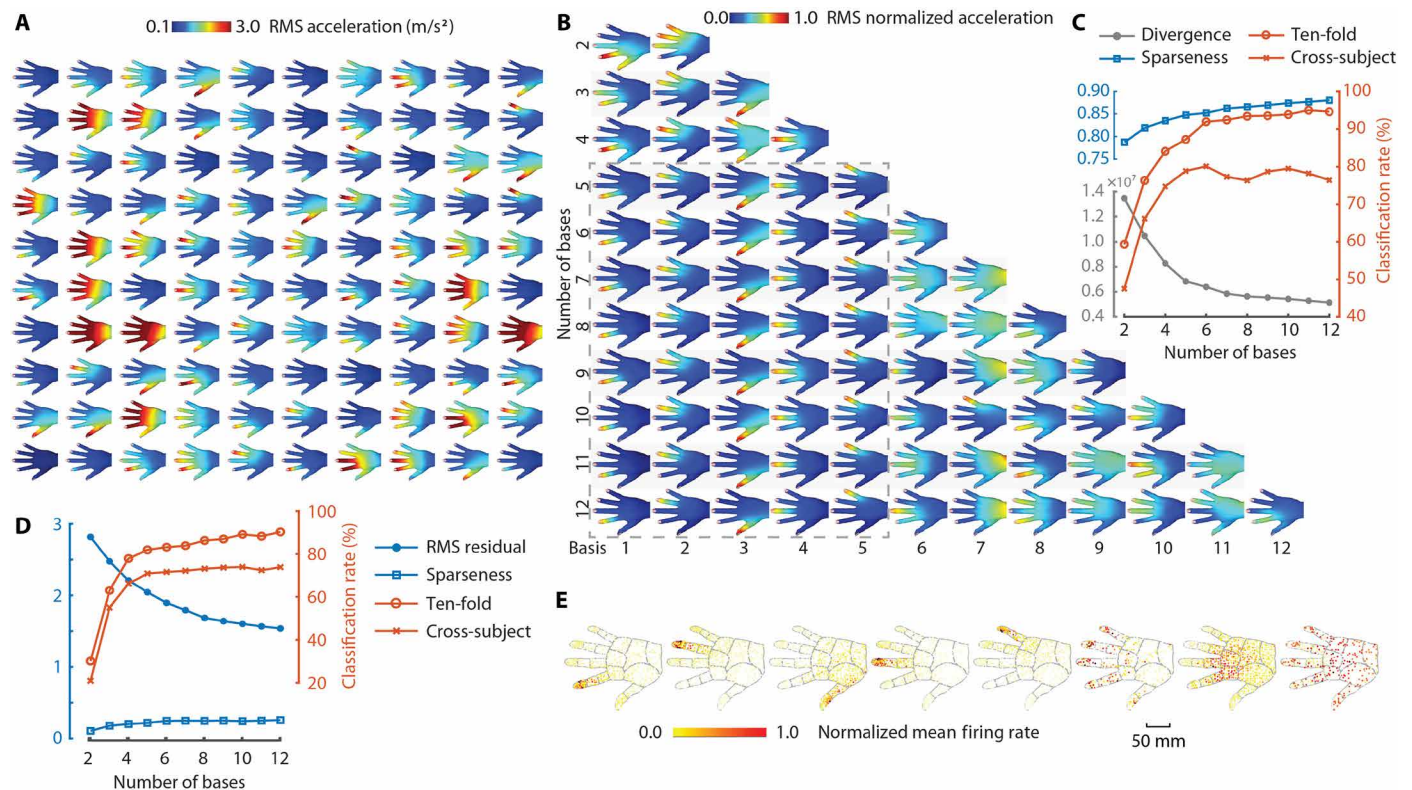 A
0.1 3.0 RMS acceleration (m/s²)
B
0.0 1.0 RMS normalized acceleration
Number of bases
2
3
4
5
6
7
8
9
10
11
12
Basis 1 2 3 4 5 6 7 8 9 10 11 12
C
Divergence Ten-fold
Sparseness Cross-subject
0.90
0.85
0.80
0.75
×10⁷
1.4
1.2
1.0
0.8
0.6
0.4
100
90
80
70
60
50
40
Classification rate (%)
2 4 6 8 10 12
Number of bases
D
3
2
1
0
100
80
60
40
20
Classification rate (%)
2 4 6 8 10 12
Number of bases
RMS residual
Sparseness
Ten-fold
Cross-subject
E
0.0 1.0 Normalized mean firing rate
50 mm